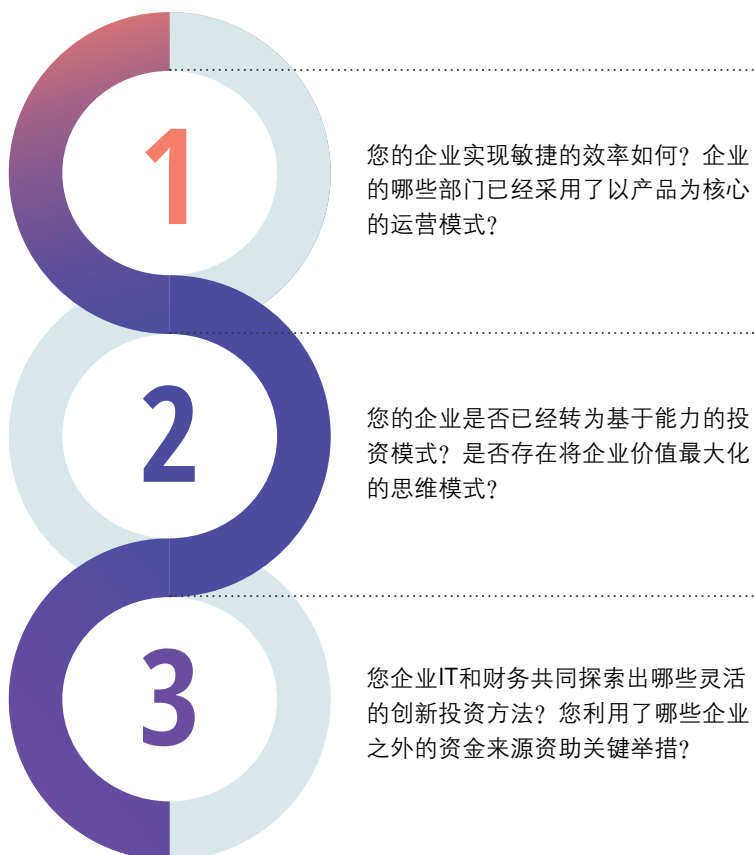 1
您的企业实现敏捷的效率如何？企业
的哪些部门已经采用了以产品为核心
的运营模式？
2
您的企业是否已经转为基于能力的投
资模式？是否存在将企业价值最大化
的思维模式？
3
您企业IT和财务共同探索出哪些灵活
的创新投资方法？您利用了哪些企业
之外的资金来源资助关键举措？